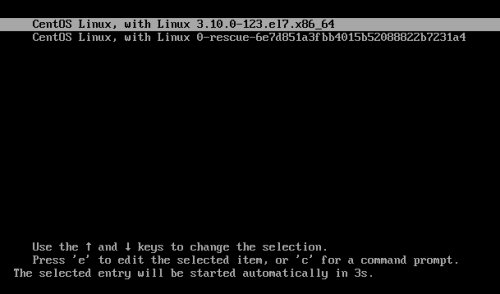 CentOS Linux, with Linux 3.10.0-123.el7.x86_64
CentOS Linux, with Linux 0-rescue-6e7d851a3fbb4015b52088822b7231a4
Use the ↑ and ↓ keys to change the selection.
Press 'e' to edit the selected item, or 'c' for a command prompt.
The selected entry will be started automatically in 3s.